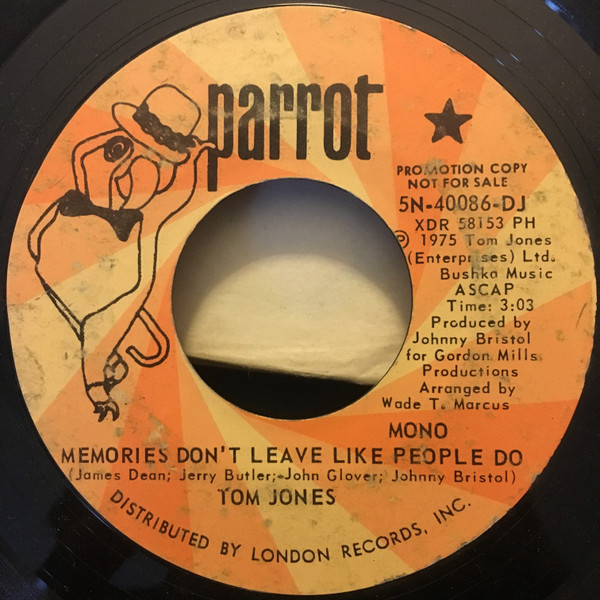 parrot
PROMOTION COPY
NOT FOR SALE
5N-40086-DJ
XDR 58153 PH
℗ 1975 Tom Jones
(Enterprises) Ltd.
Bushka Music
ASCAP
Time: 3:03
Produced by
Johnny Bristol
for Gordon Mills
Productions
Arranged by
Wade T. Marcus
MONO
MEMORIES DON'T LEAVE LIKE PEOPLE DO
(James Dean; Jerry Butler; John Glover; Johnny Bristol)
TOM JONES
DISTRIBUTED BY LONDON RECORDS, INC.